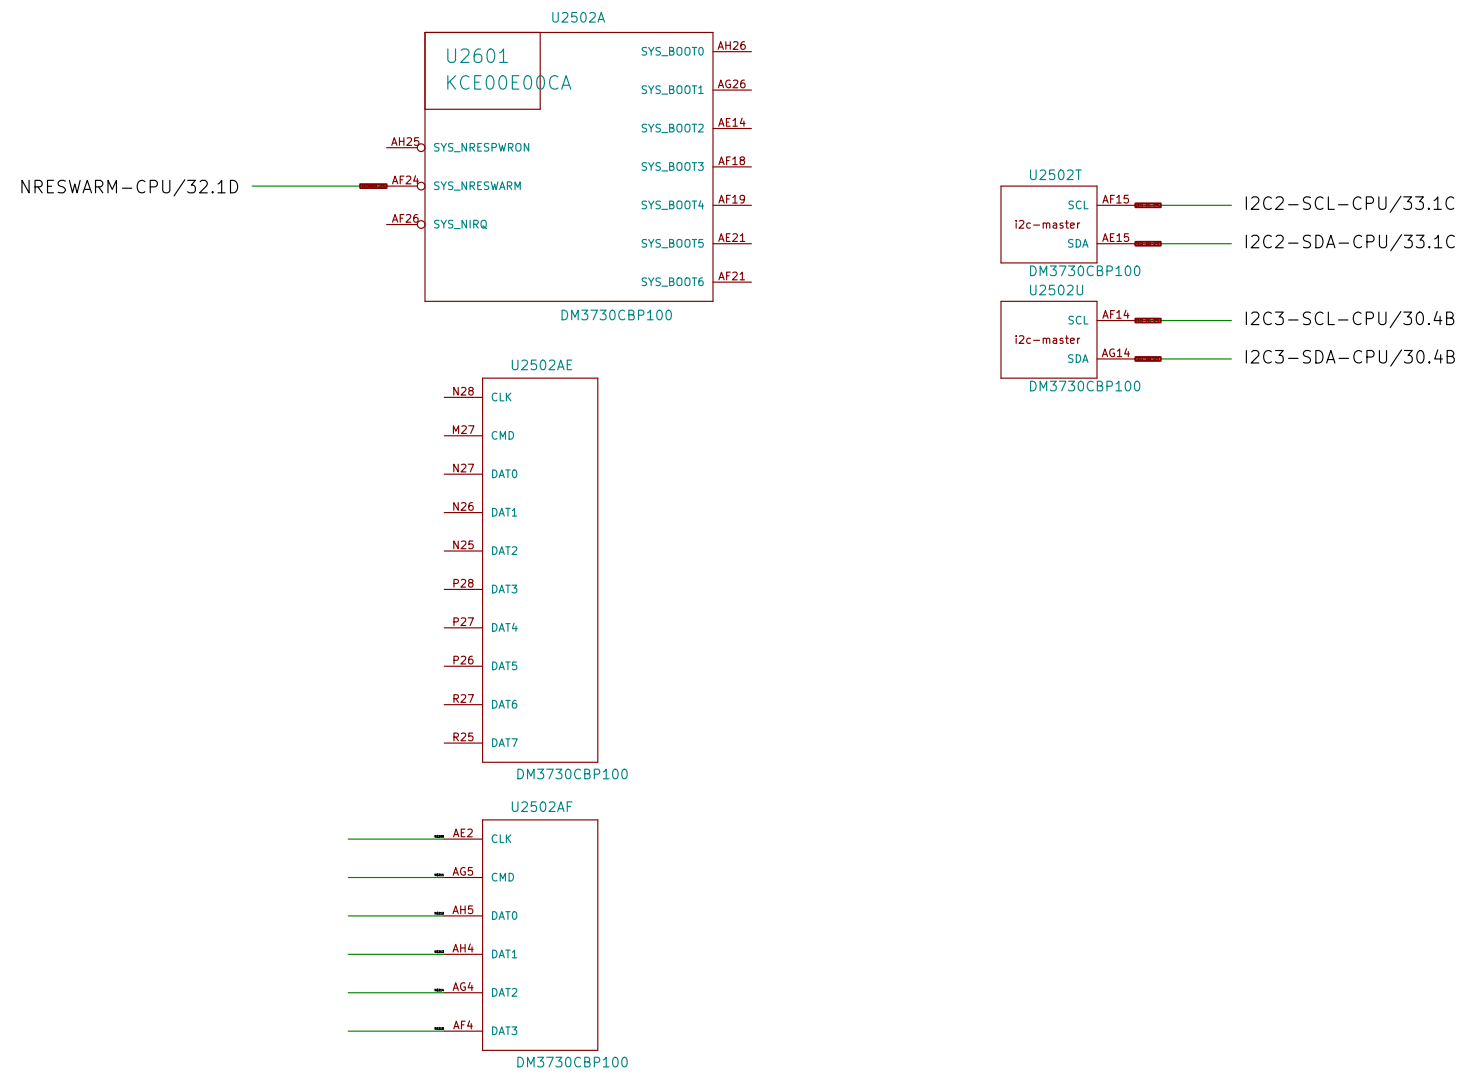 U2502A
U2601
KCE00E00CA
SYS_BOOT0 AH26
SYS_BOOT1 AG26
SYS_BOOT2 AE14
SYS_BOOT3 AF18
SYS_BOOT4 AF19
SYS_BOOT5 AE21
SYS_BOOT6 AF21
AH25 SYS_NRESPWRON
NRESWARM-CPU/32.1D AF24 SYS_NRESWARM
AF26 SYS_NIRQ
DM3730CBP100
U2502T
SCL AF15 I2C2-SCL-CPU/33.1C
i2c-master
SDA AE15 I2C2-SDA-CPU/33.1C
DM3730CBP100
U2502U
SCL AF14 I2C3-SCL-CPU/30.4B
i2c-master
SDA AG14 I2C3-SDA-CPU/30.4B
DM3730CBP100
U2502AE
N28 CLK
M27 CMD
N27 DAT0
N26 DAT1
N25 DAT2
P28 DAT3
P27 DAT4
P26 DAT5
R27 DAT6
R25 DAT7
DM3730CBP100
U2502AF
AE2 CLK
AG5 CMD
AH5 DAT0
AH4 DAT1
AG4 DAT2
AF4 DAT3
DM3730CBP100